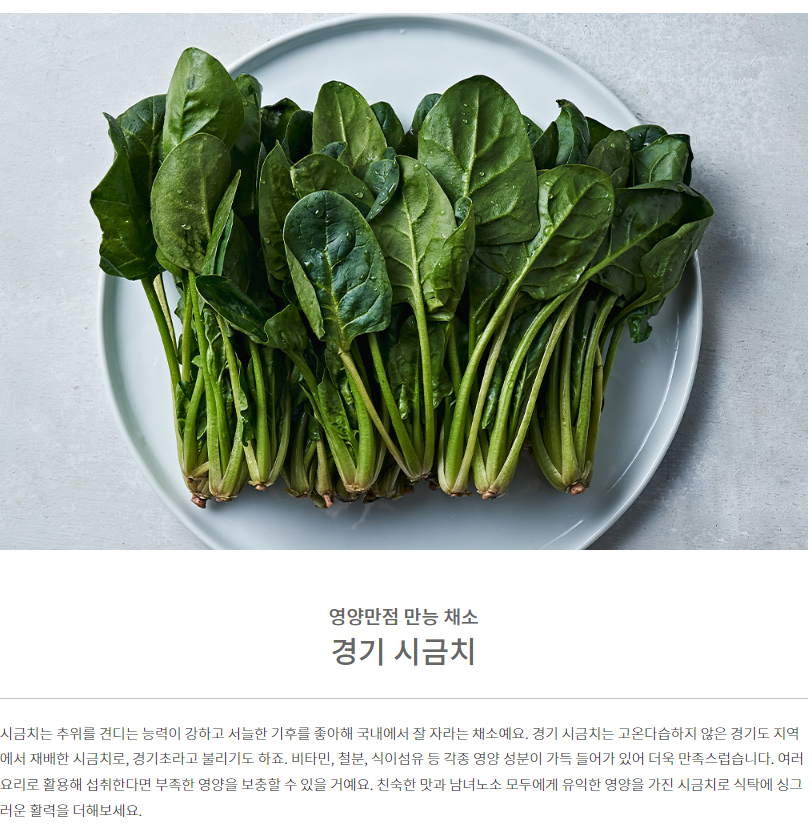 영양만점 만능 채소
경기 시금치
시금치는 추위를 견디는 능력이 강하고 서늘한 기후를 좋아해 국내에서 잘 자라는 채소예요. 경기 시금치는 고온다습하지 않은 경기도 지역
에서 재배한 시금치로, 경기초라고 불리기도 하죠. 비타민, 철분, 식이섬유 등 각종 영양 성분이 가득 들어가 있어 더욱 만족스럽습니다. 여러
요리로 활용해 섭취한다면 부족한 영양을 보충할 수 있을 거예요. 친숙한 맛과 남녀노소 모두에게 유익한 영양을 가진 시금치로 식탁에 싱그
러운 활력을 더해보세요.